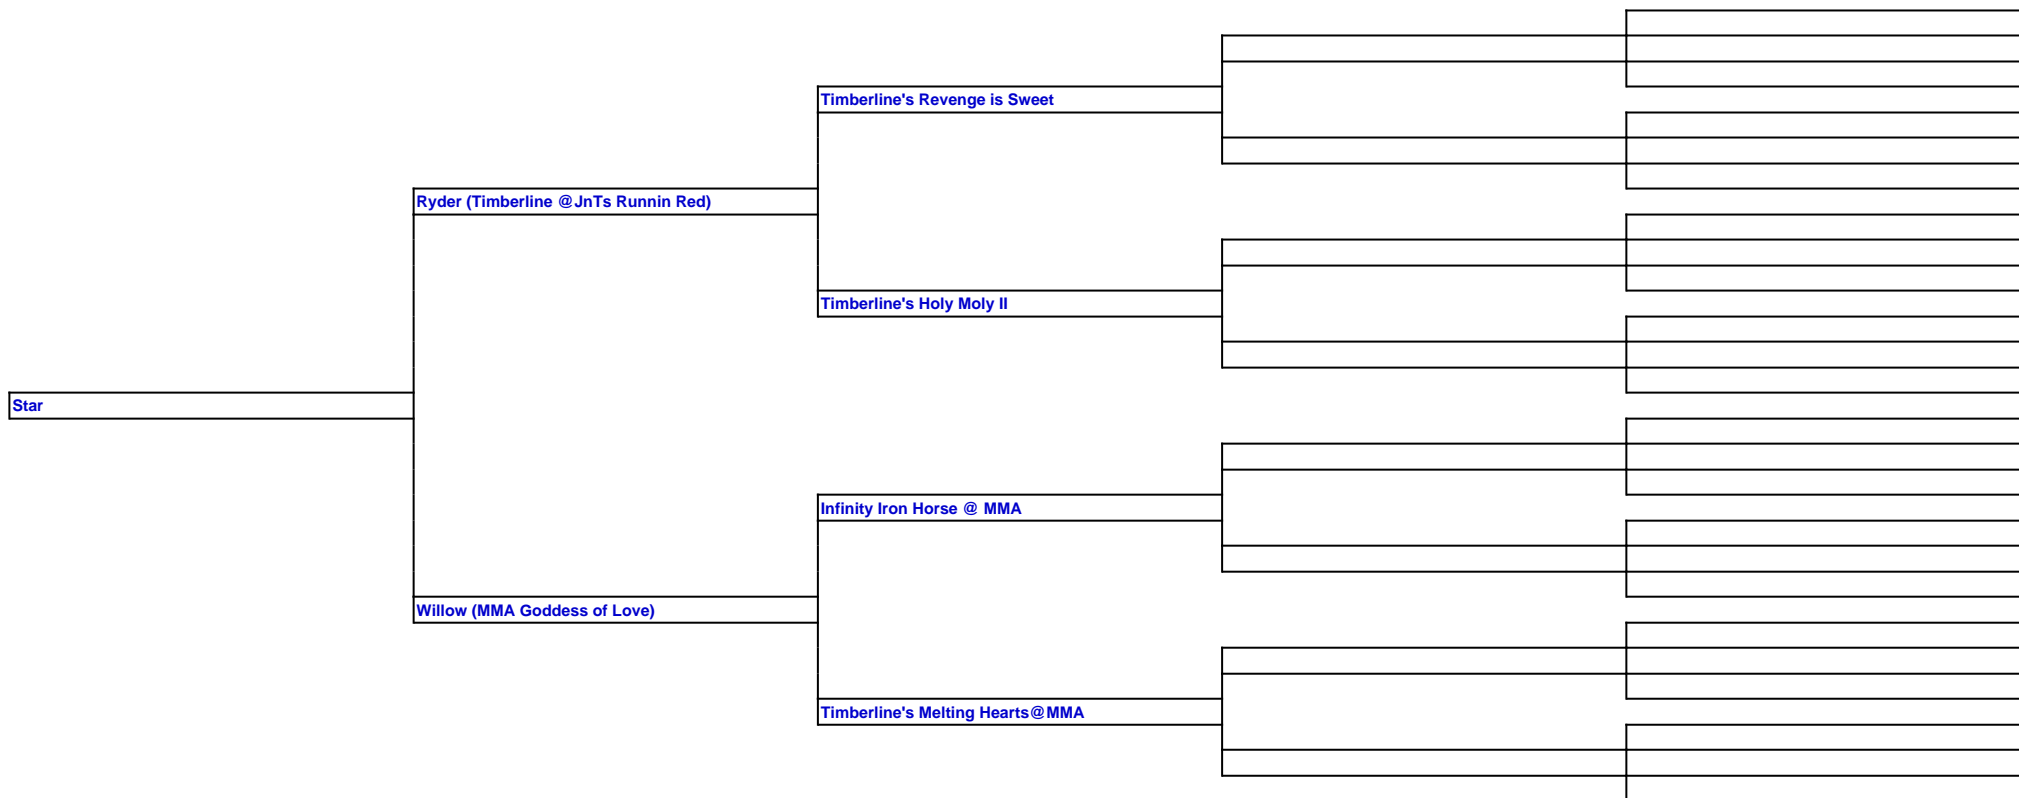 Timberline's Revenge is Sweet
Ryder (Timberline @JnTs Runnin Red)
Timberline's Holy Moly II
Star
Infinity Iron Horse @ MMA
Willow (MMA Goddess of Love)
Timberline's Melting Hearts@MMA